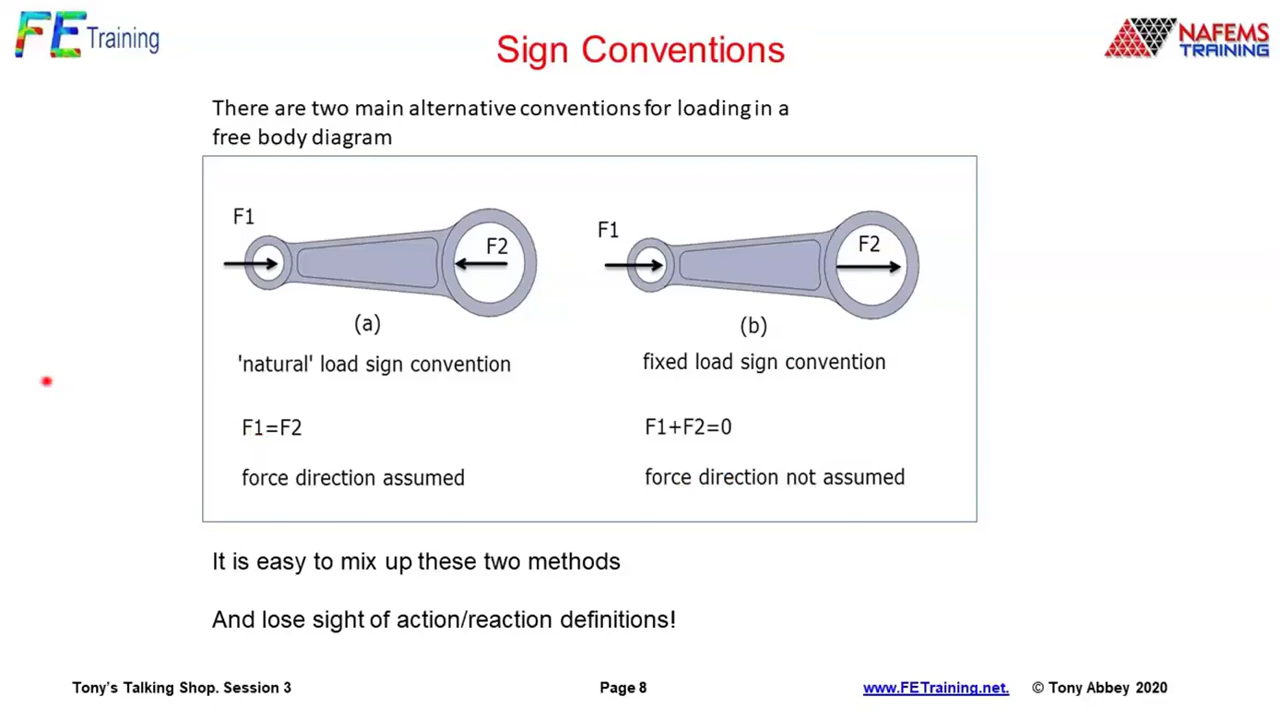 FE Training
Sign Conventions
NAFEMS
TRAINING
There are two main alternative conventions for loading in a
free body diagram
F1
F2
F1
F2
(a)
(b)
'natural' load sign convention
fixed load sign convention
F1=F2
F1+F2=0
force direction assumed
force direction not assumed
It is easy to mix up these two methods
And lose sight of action/reaction definitions!
Tony's Talking Shop. Session 3
Page 8
www.FETraining.net.
© Tony Abbey 2020